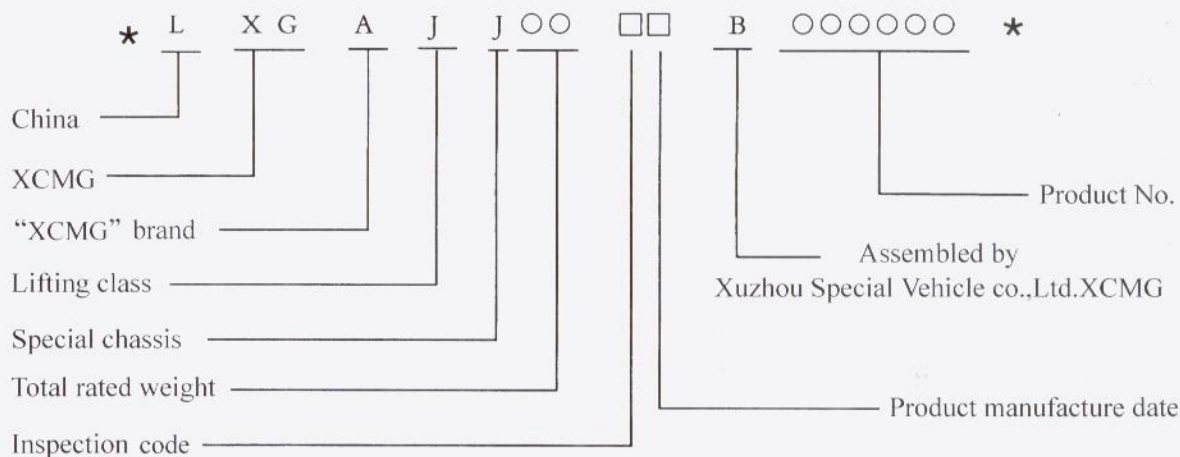 * L X G A J J ○○ □□ B ○○○○○○ *
China
XCMG
Product No.
“XCMG” brand
Assembled by
Lifting class
Xuzhou Special Vehicle co.,Ltd.XCMG
Special chassis
Total rated weight
Product manufacture date
Inspection code